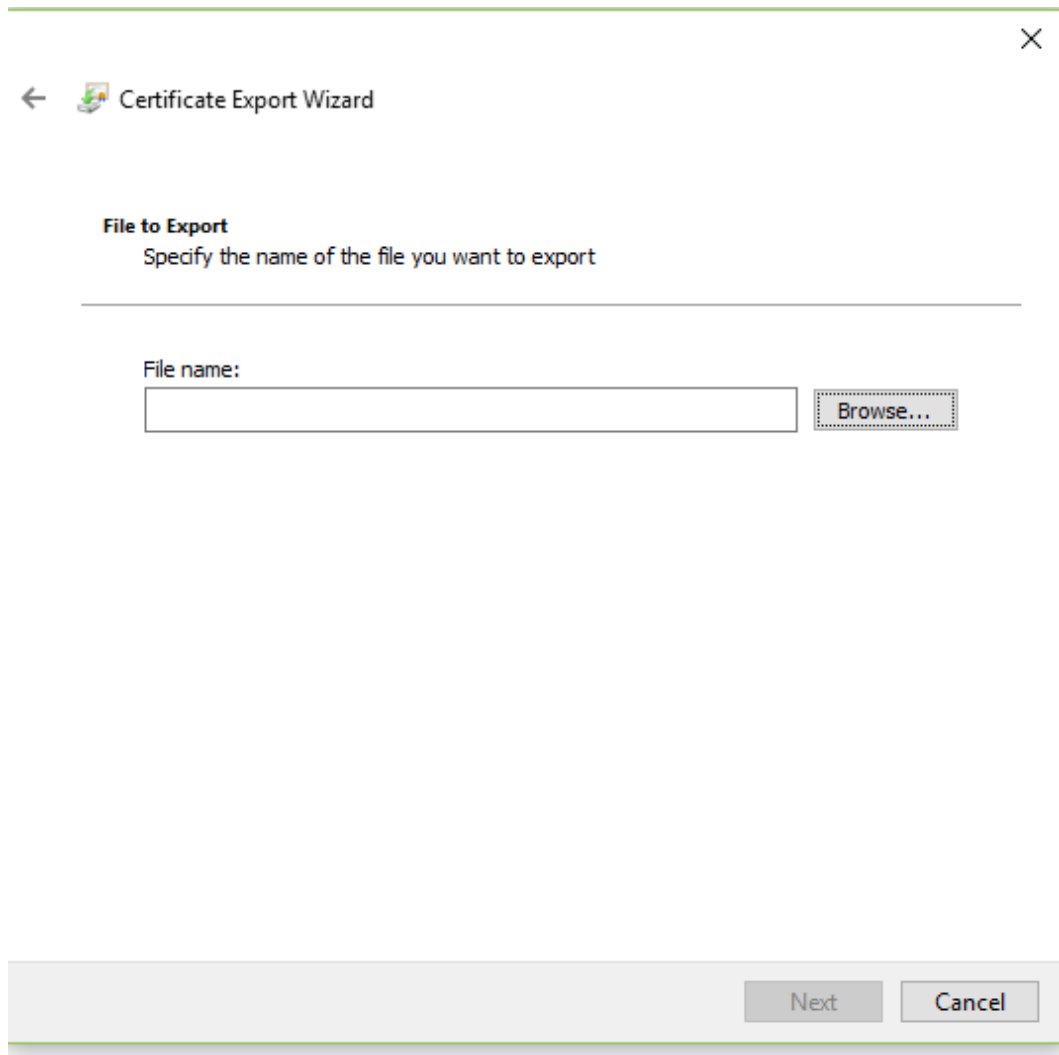 Certificate Export Wizard
File to Export
Specify the name of the file you want to export
File name:
Browse...
Next Cancel